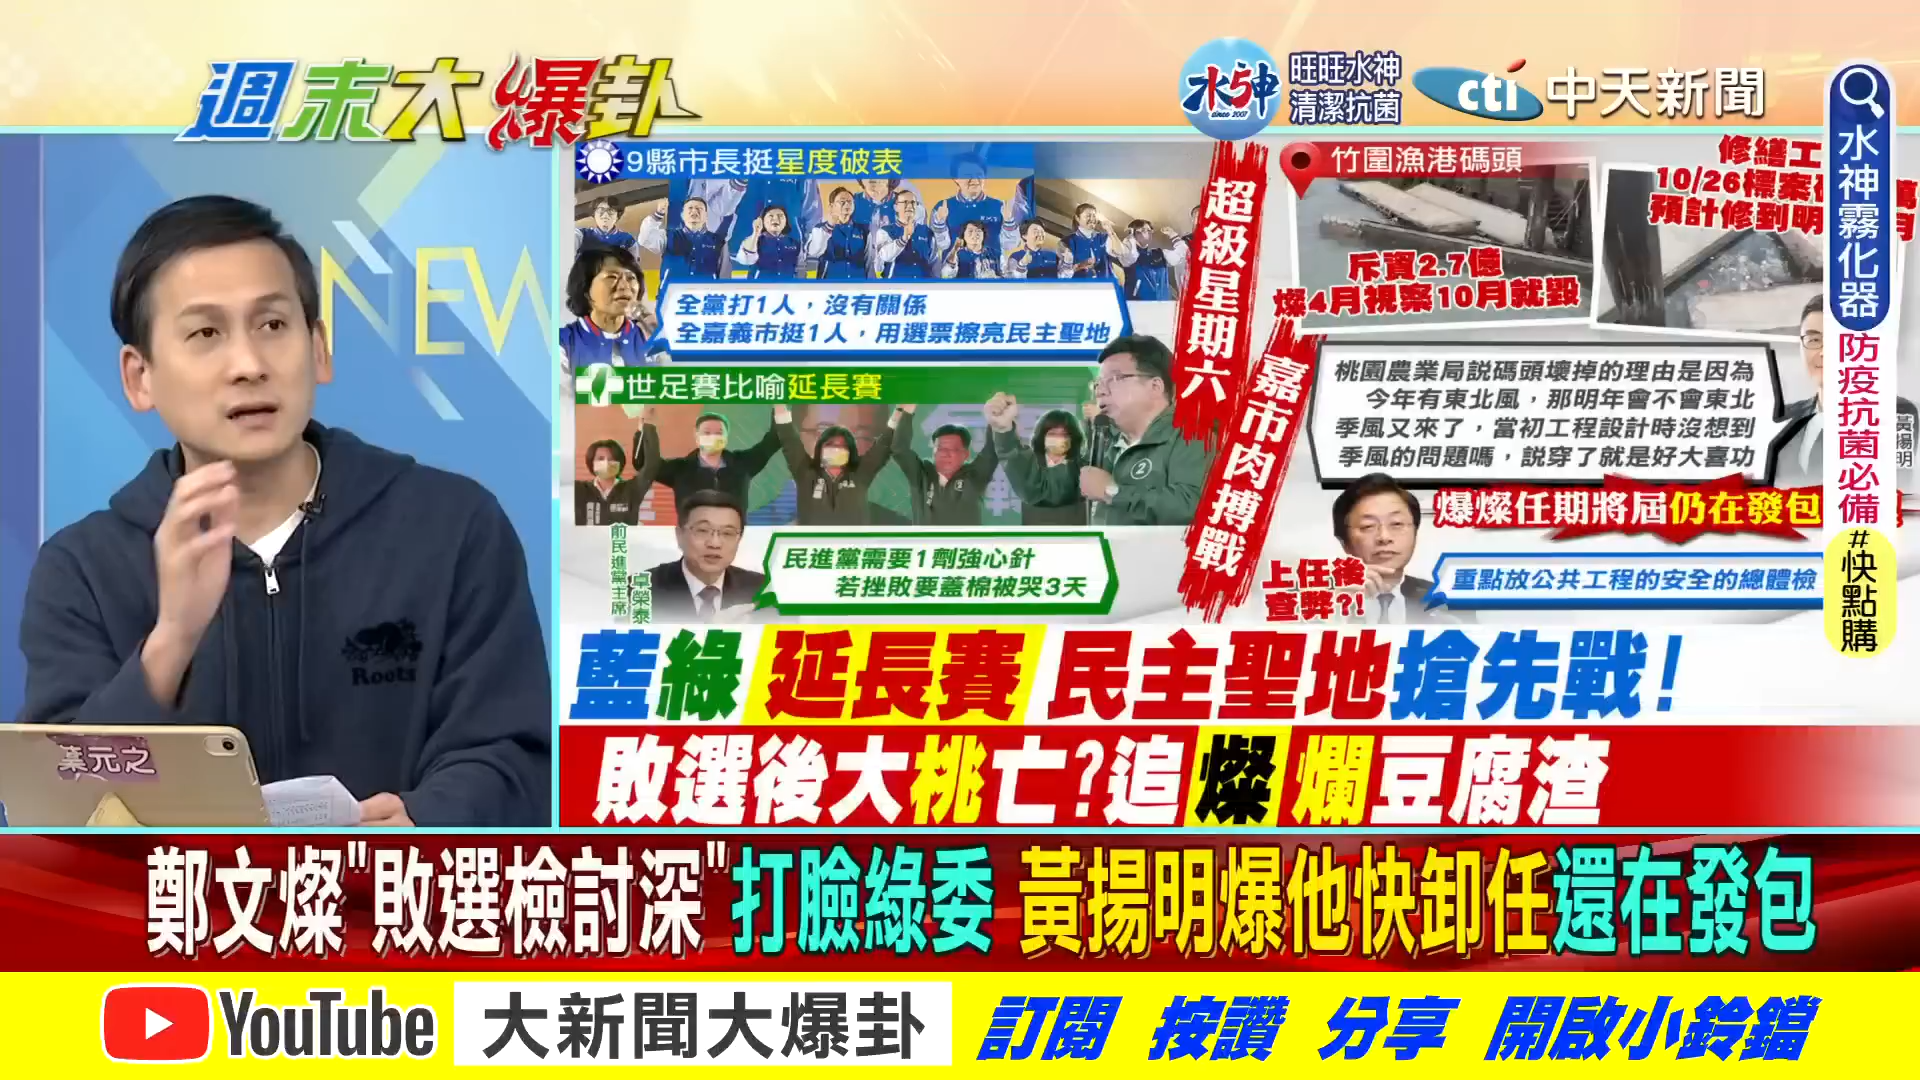 週末大爆卦
水神
since 2007
旺旺水神
清潔抗菌
cti 中天新聞
水神霧化器 防疫抗菌必備 #快點購
NEW
9縣市長挺星度破表
全黨打1人，沒有關係
全嘉義市挺1人，用選票擦亮民主聖地
世足賽比喻延長賽
2
前民進黨主席
卓榮泰
民進黨需要1劑強心針
若挫敗要蓋棉被哭3天
超級星期六
嘉市肉搏戰
竹圍漁港碼頭
斥資2.7億
燦4月視察10月就毀
修繕工
10/26標案
預計修到明 月
桃園農業局說碼頭壞掉的理由是因為
今年有東北風，那明年會不會東北
季風又來了，當初工程設計時沒想到
季風的問題嗎，說穿了就是好大喜功
黃揚明
爆燦任期將屆仍在發包
上任後
查弊?!
重點放公共工程的安全的總體檢
藍綠 延長賽 民主聖地搶先戰!
敗選後大桃亡?追燦爛豆腐渣
Roots
葉元之
鄭文燦"敗選檢討深"打臉綠委 黃揚明爆他快卸任還在發包
YouTube 大新聞大爆卦 訂閱 按讚 分享 開啟小鈴鐺